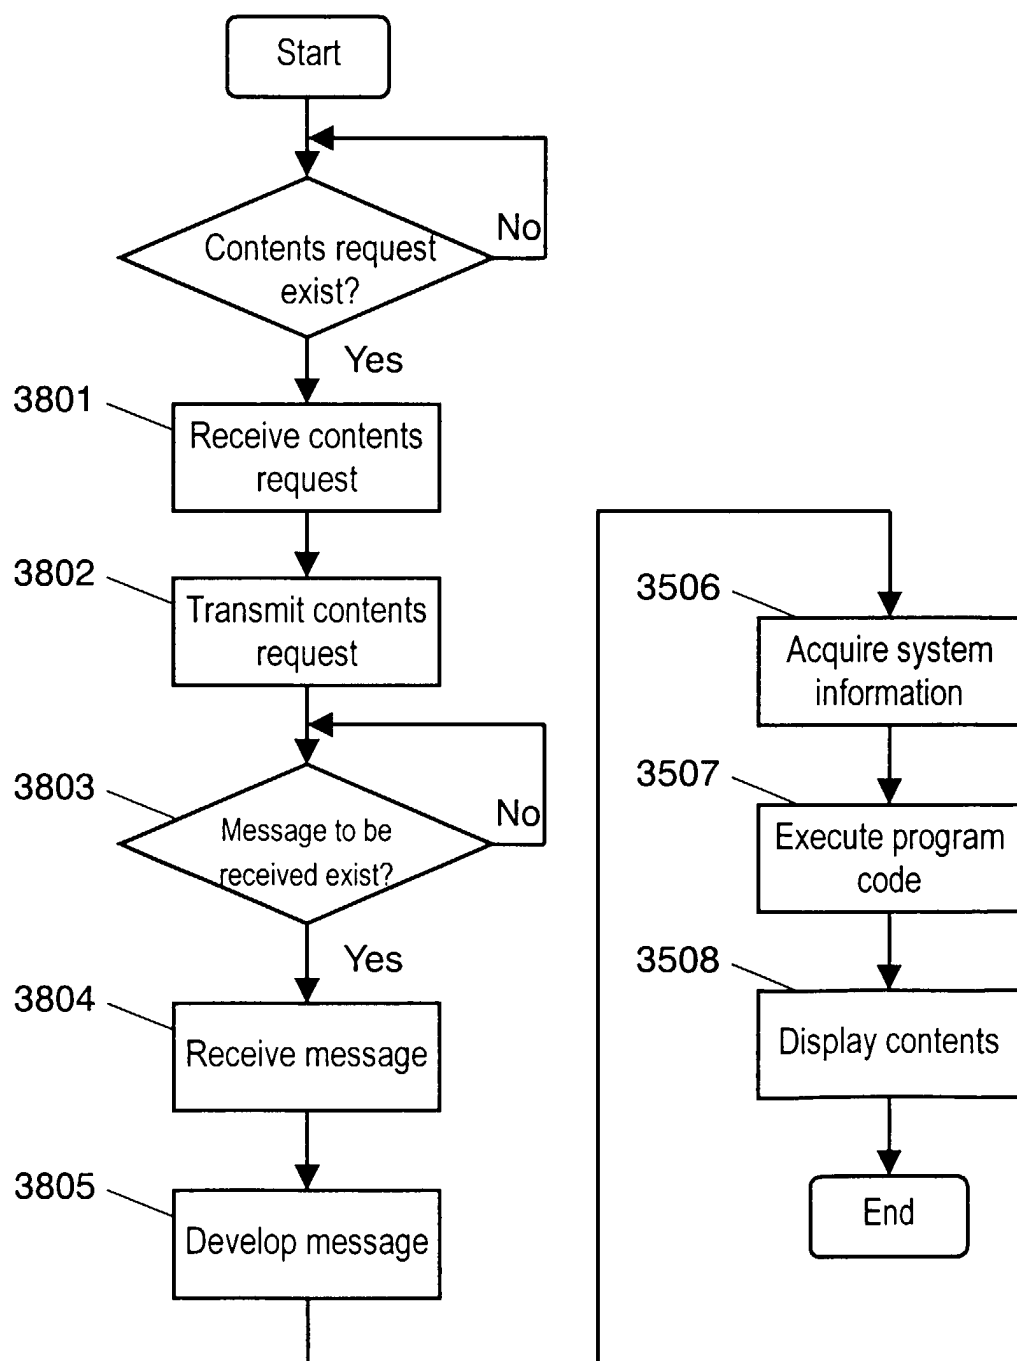 Start
Contents request
exist?
No
Yes
3801
Receive contents
request
3802
Transmit contents
request
3803
Message to be
received exist?
No
Yes
3804
Receive message
3805
Develop message
3506
Acquire system
information
3507
Execute program
code
3508
Display contents
End